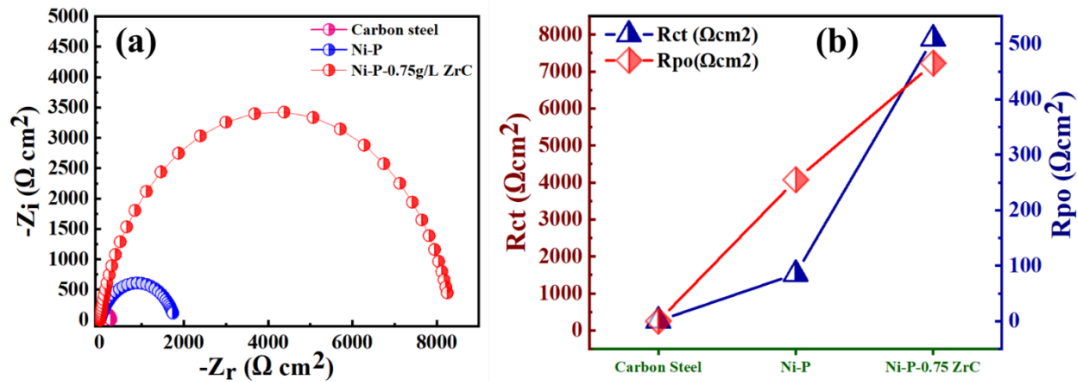 (a)
Carbon steel
Ni-P
Ni-P-0.75g/L ZrC
5000
4500
4000
3500
3000
2500
2000
1500
1000
500
0
-Zi (Ω cm2)
0
2000
4000
6000
8000
-Zr (Ω cm2)
(b)
Rct(Ωcm2)
Rpo(Ωcm2)
8000
7000
6000
5000
4000
3000
2000
1000
0
Rct (Ωcm2)
500
400
300
200
100
0
Rpo (Ωcm2)
Carbon Steel
Ni-P
Ni-P-0.75 ZrC